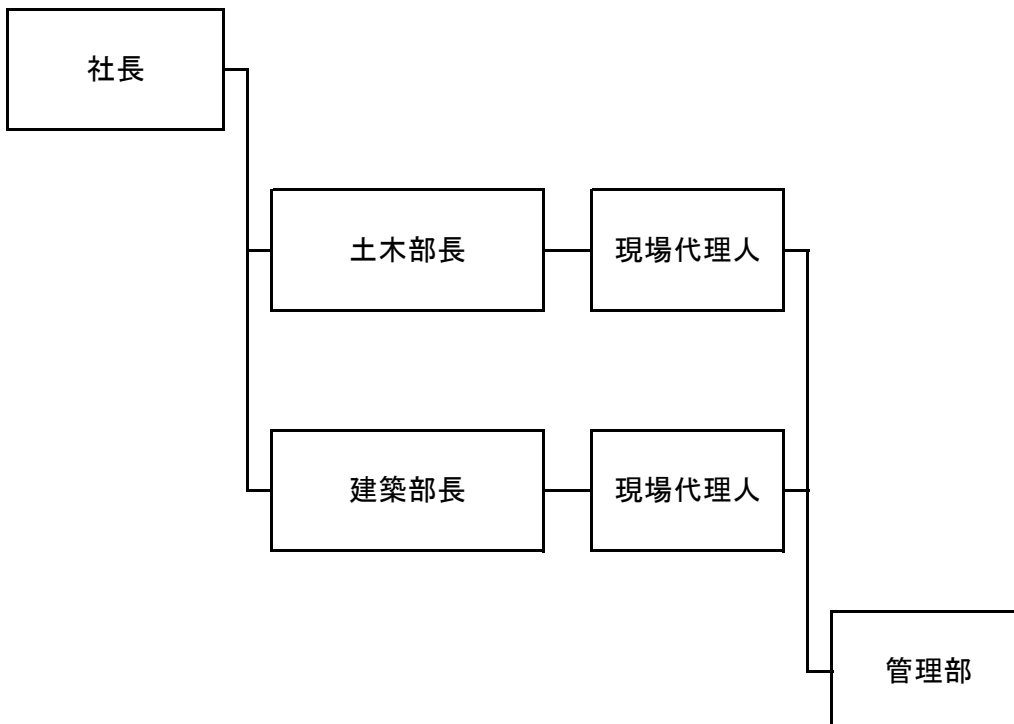 社長
土木部長
現場代理人
建築部長
現場代理人
管理部